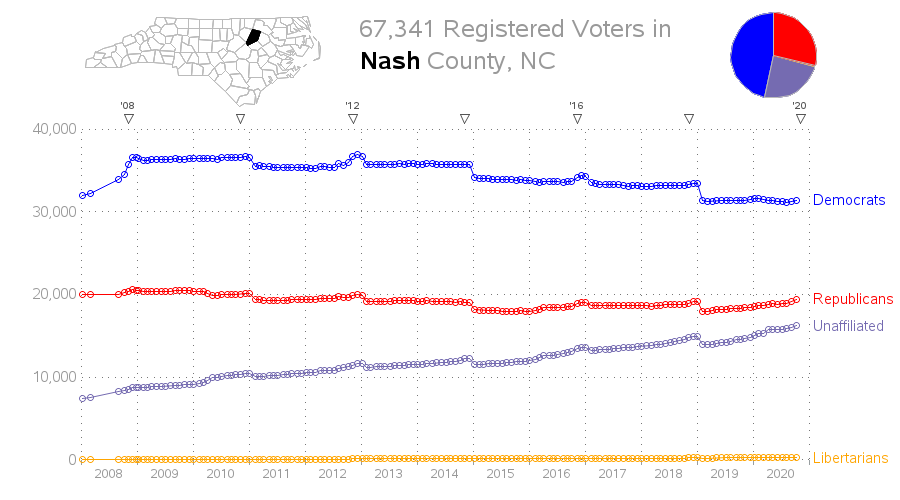 67,341 Registered Voters in
Nash County, NC
'08 '12 '16 '20
40,000
30,000
20,000
10,000
0
Democrats
Republicans
Unaffiliated
Libertarians
2008 2009 2010 2011 2012 2013 2014 2015 2016 2017 2018 2019 2020